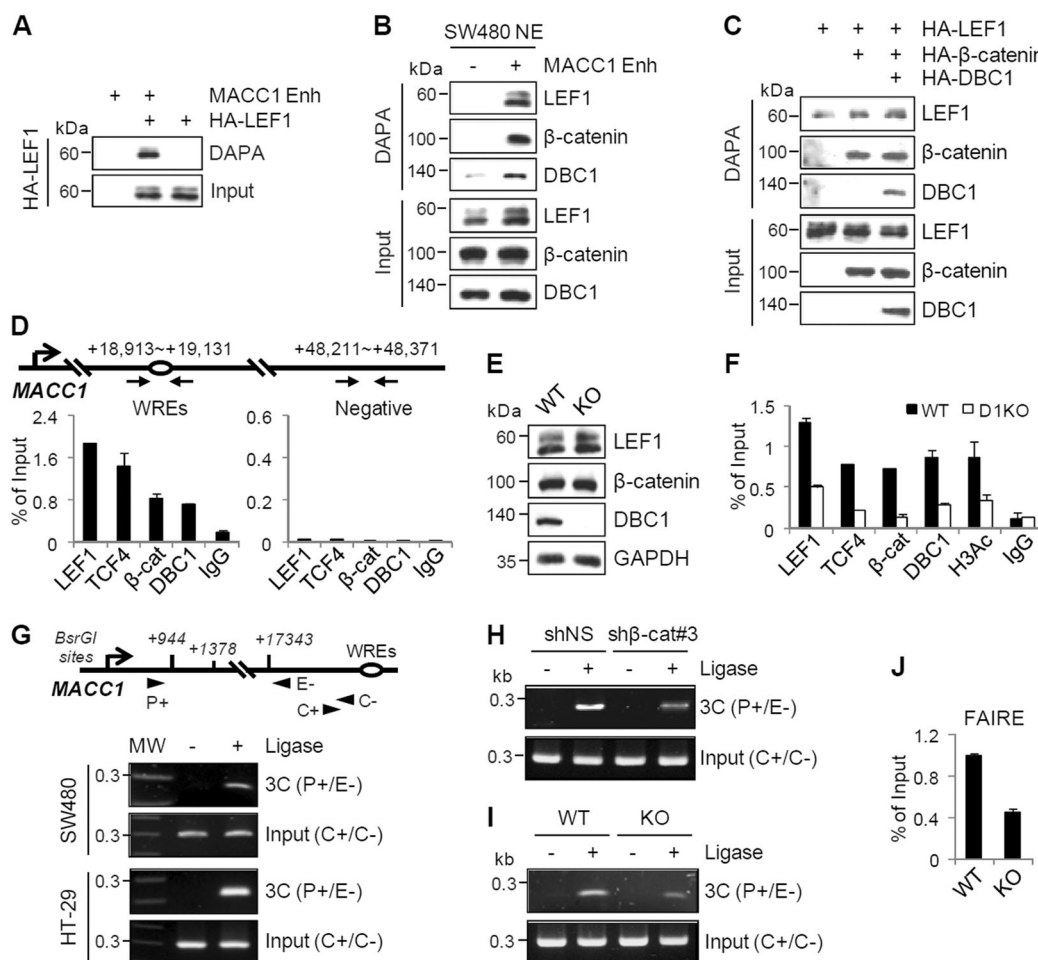 A
+ + MACC1 Enh
+ + HA-LEF1
kDa
HA-LEF1
60 DAPA
60 Input
B
SW480 NE
- + MACC1 Enh
kDa
DAPA
60 LEF1
100 β-catenin
140 DBC1
Input
60 LEF1
100 β-catenin
140 DBC1
C
+ + + HA-LEF1
+ + HA-β-catenin
+ HA-DBC1
kDa
DAPA
60 LEF1
100 β-catenin
140 DBC1
Input
60 LEF1
100 β-catenin
140 DBC1
D
+18,913~+19,131 +48,211~+48,371
MACC1
WREs Negative
% of Input
2.4
1.6
0.8
0
LEF1 TCF4 β-cat DBC1 IgG
0.6
0.4
0.2
0
LEF1 TCF4 β-cat DBC1 IgG
E
WT KO
kDa
60 LEF1
100 β-catenin
140 DBC1
35 GAPDH
F
WT D1KO
% of Input
1.5
1
0.5
0
LEF1 TCF4 β-cat DBC1 H3Ac IgG
G
BsrGI sites
+944 +1378 +17343 WREs
MACC1
P+ E- C+ C-
MW - + Ligase
SW480
0.3 3C (P+/E-)
0.3 Input (C+/C-)
HT-29
0.3 3C (P+/E-)
0.3 Input (C+/C-)
H
shNS shβ-cat#3
- + - + Ligase
kb
0.3 3C (P+/E-)
Input (C+/C-)
I
WT KO
- + - + Ligase
kb
0.3 3C (P+/E-)
Input (C+/C-)
J
FAIRE
% of Input
1.2
0.8
0.4
0
WT KO